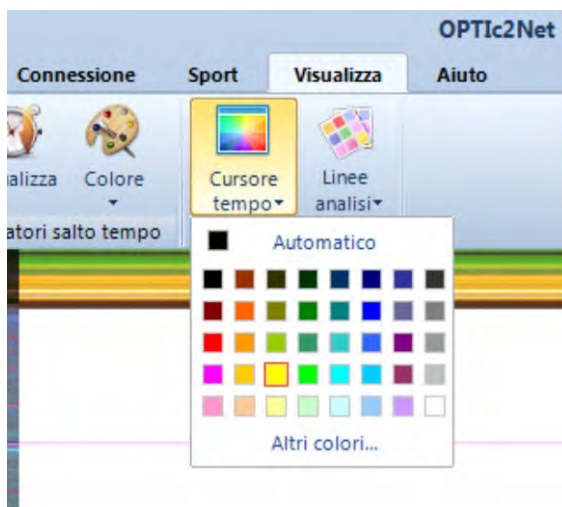 OPTIc2Net
Connessione Sport Visualizza Aiuto
alizza Colore Cursore tempo Linee analisi
atori salto tempo
Automatico
Altri colori...